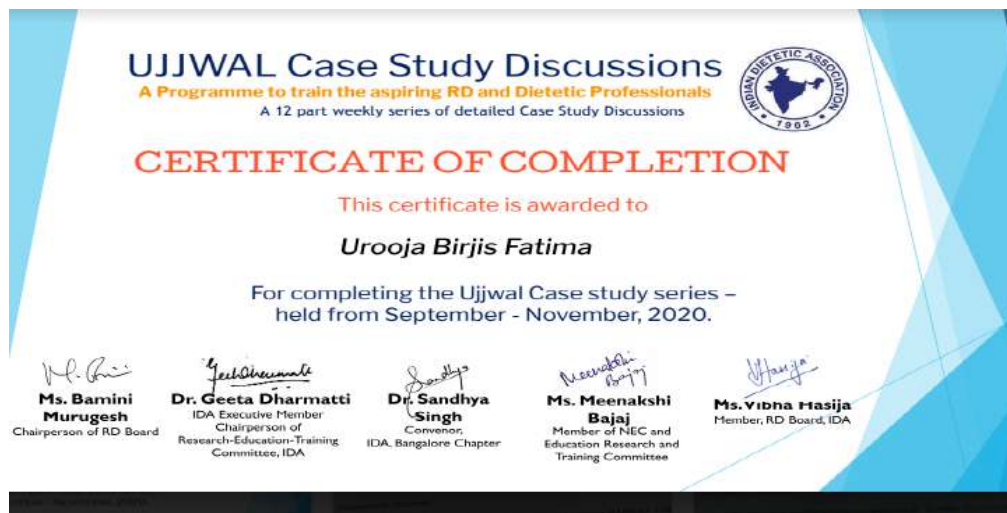 UJJWAL Case Study Discussions
A Programme to train the aspiring RD and Dietetic Professionals
A 12 part weekly series of detailed Case Study Discussions
INDIAN DIETETIC ASSOCIATION
1962
CERTIFICATE OF COMPLETION
This certificate is awarded to
Urooja Birjis Fatima
For completing the Ujjwal Case study series –
held from September - November, 2020.
Meenakshi
Bajaj
VHasija
Ms. Bamini
Murugesh
Chairperson of RD Board
Dr. Geeta Dharmatti
IDA Executive Member
Chairperson of
Research-Education-Training
Committee, IDA
Dr. Sandhya
Singh
Convenor,
IDA, Bangalore Chapter
Ms. Meenakshi
Bajaj
Member of NEC and
Education Research and
Training Committee
Ms. Vibha Hasija
Member, RD Board, IDA